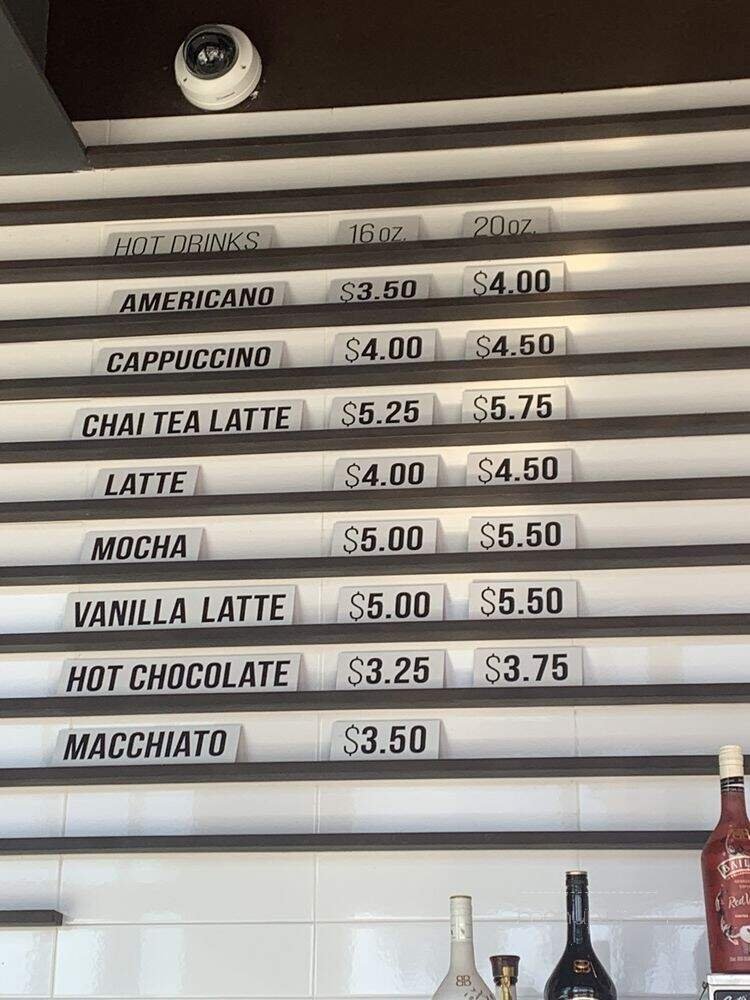 HOT DRINKS 16 oz. 20 oz.
AMERICANO $3.50 $4.00
CAPPUCCINO $4.00 $4.50
CHAI TEA LATTE $5.25 $5.75
LATTE $4.00 $4.50
MOCHA $5.00 $5.50
VANILLA LATTE $5.00 $5.50
HOT CHOCOLATE $3.25 $3.75
MACCHIATO $3.50
BAIL
Red